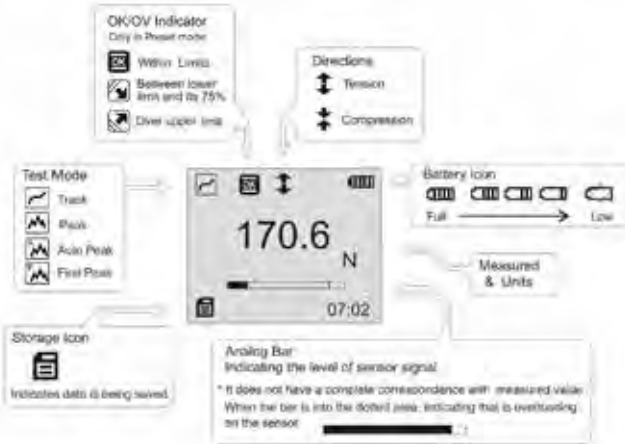 OK/OV Indicator
Only in Preset mode
OK Within Limits
Between lower
limit and its 75%
Over upper limit
Directions
Tension
Compression
Test Mode
Track
Peak
Auto Peak
First Peak
OK
170.6
N
07:02
Battery Icon
Full Low
Measured
& Units
Storage Icon
Indicates data is being saved
Analog Bar
Indicating the level of sensor signal
* It does not have a complete correspondence with measured value
When the bar is into the dotted area, indicating that is overloading
on the sensor